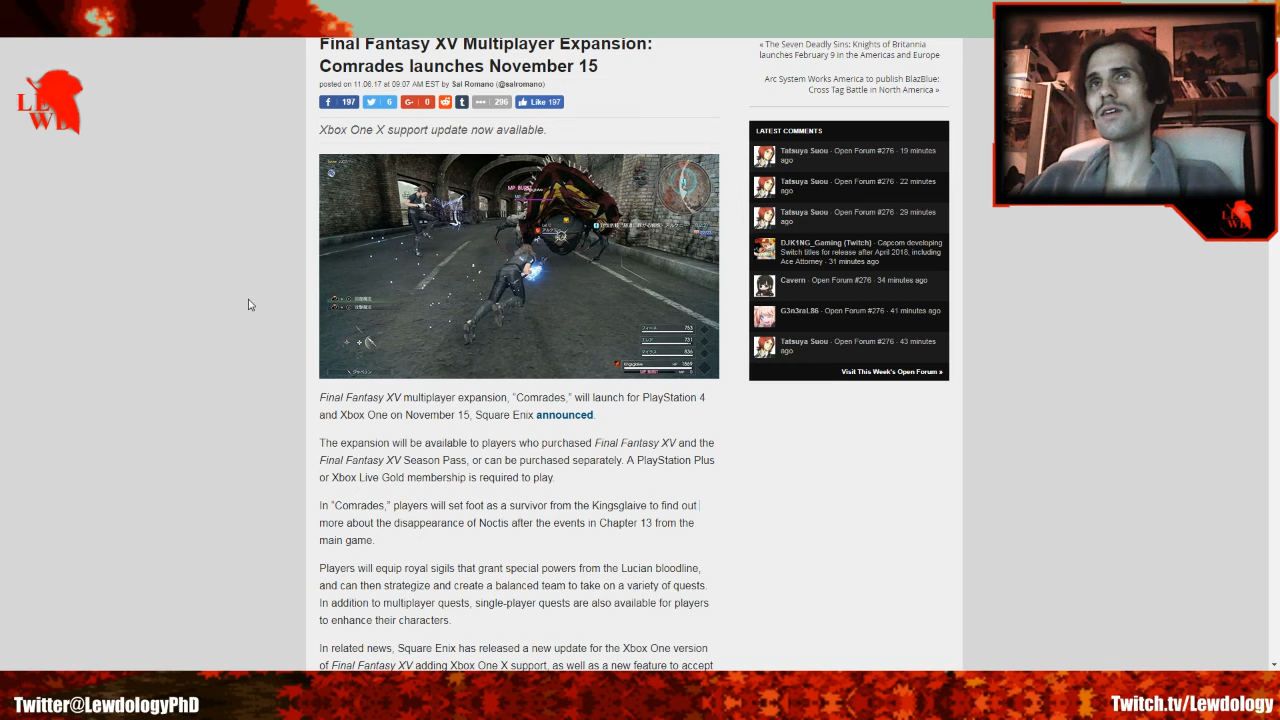 Final Fantasy XV Multiplayer Expansion:
Comrades launches November 15
posted on 11.06.17 at 09:07 AM EST by Sal Romano (@salromano)
197
6
0
296
Like 197
Xbox One X support update now available.
MP BURST
753
731
836
Kingsglaive
1569
MP BURST
Final Fantasy XV multiplayer expansion, "Comrades," will launch for PlayStation 4
and Xbox One on November 15, Square Enix announced.
The expansion will be available to players who purchased Final Fantasy XV and the
Final Fantasy XV Season Pass, or can be purchased separately. A PlayStation Plus
or Xbox Live Gold membership is required to play.
In "Comrades," players will set foot as a survivor from the Kingsglaive to find out
more about the disappearance of Noctis after the events in Chapter 13 from the
main game.
Players will equip royal sigils that grant special powers from the Lucian bloodline,
and can then strategize and create a balanced team to take on a variety of quests.
In addition to multiplayer quests, single-player quests are also available for players
to enhance their characters.
In related news, Square Enix has released a new update for the Xbox One version
of Final Fantasy XV adding Xbox One X support, as well as a new feature to accept
« The Seven Deadly Sins: Knights of Britannia
launches February 9 in the Americas and Europe
Arc System Works America to publish BlazBlue:
Cross Tag Battle in North America »
LATEST COMMENTS
Tatsuya Suou · Open Forum #276 · 19 minutes
ago
Tatsuya Suou · Open Forum #276 · 22 minutes
ago
Tatsuya Suou · Open Forum #276 · 29 minutes
ago
DJK1NG_Gaming (Twitch) · Capcom developing
Switch titles for release after April 2018, including
Ace Attorney · 31 minutes ago
Cavern · Open Forum #276 · 34 minutes ago
G3n3raL86 · Open Forum #276 · 41 minutes ago
Tatsuya Suou · Open Forum #276 · 43 minutes
ago
Visit This Week's Open Forum »
LEWD
Twitter@LewdologyPhD
Twitch.tv/Lewdology